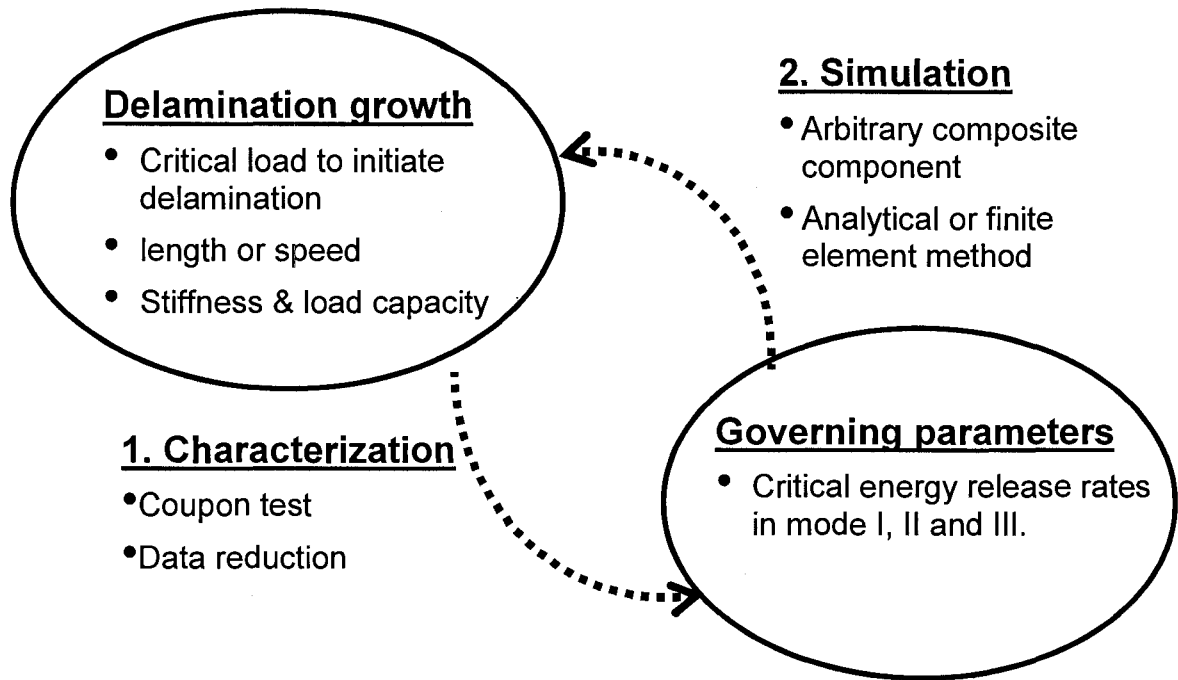 Delamination growth
• Critical load to initiate
delamination
• length or speed
• Stiffness & load capacity
2. Simulation
• Arbitrary composite
component
• Analytical or finite
element method
1. Characterization
•Coupon test
•Data reduction
Governing parameters
• Critical energy release rates
in mode I, II and III.